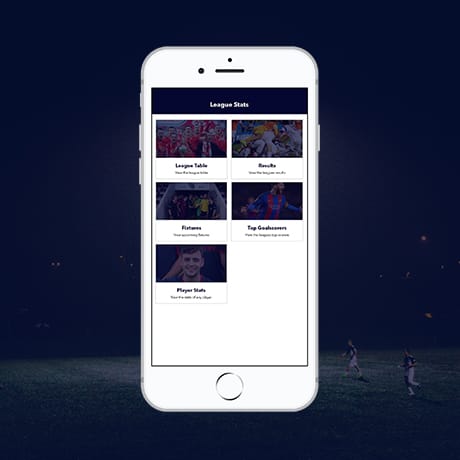 League Stats
League Table
View the league table
Results
View the league results
Fixtures
View upcoming fixtures
Top Goalscorers
View the leagues top scorers
Player Stats
View the stats of any player